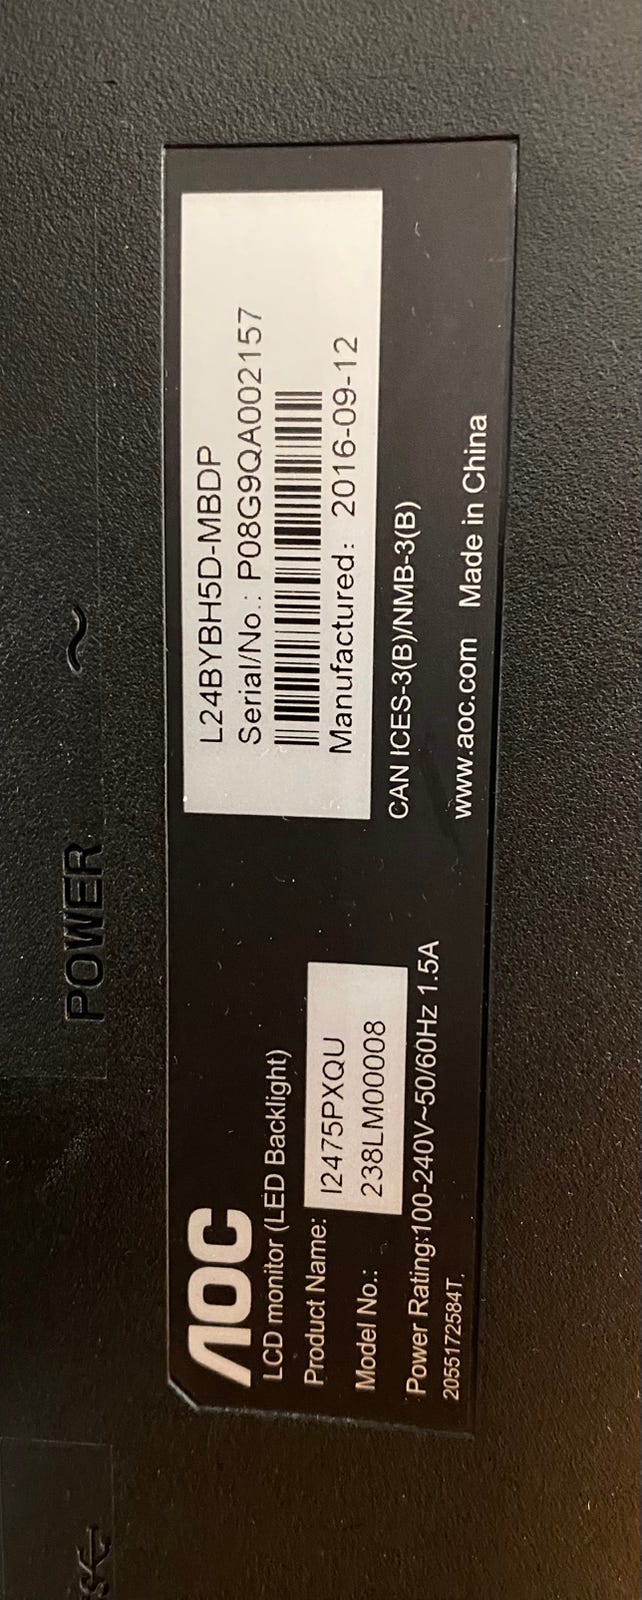 POWER ~
AOC
LCD monitor (LED Backlight)
Product Name: I2475PXQU
Model No.: 238LM00008
Power Rating:100-240V~50/60Hz 1.5A
2055172584T.
L24BYBH5D-MBDP
Serial/No.: P08G9QA002157
Manufactured: 2016-09-12
CAN ICES-3(B)/NMB-3(B)
www.aoc.com Made in China